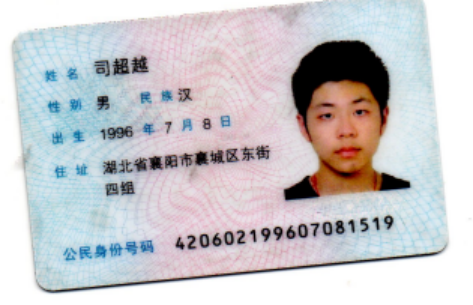 姓名 司超越
性别 男 民族 汉
出生 1996 年 7 月 8 日
住址 湖北省襄阳市襄城区东街
四组
公民身份号码 420602199607081519